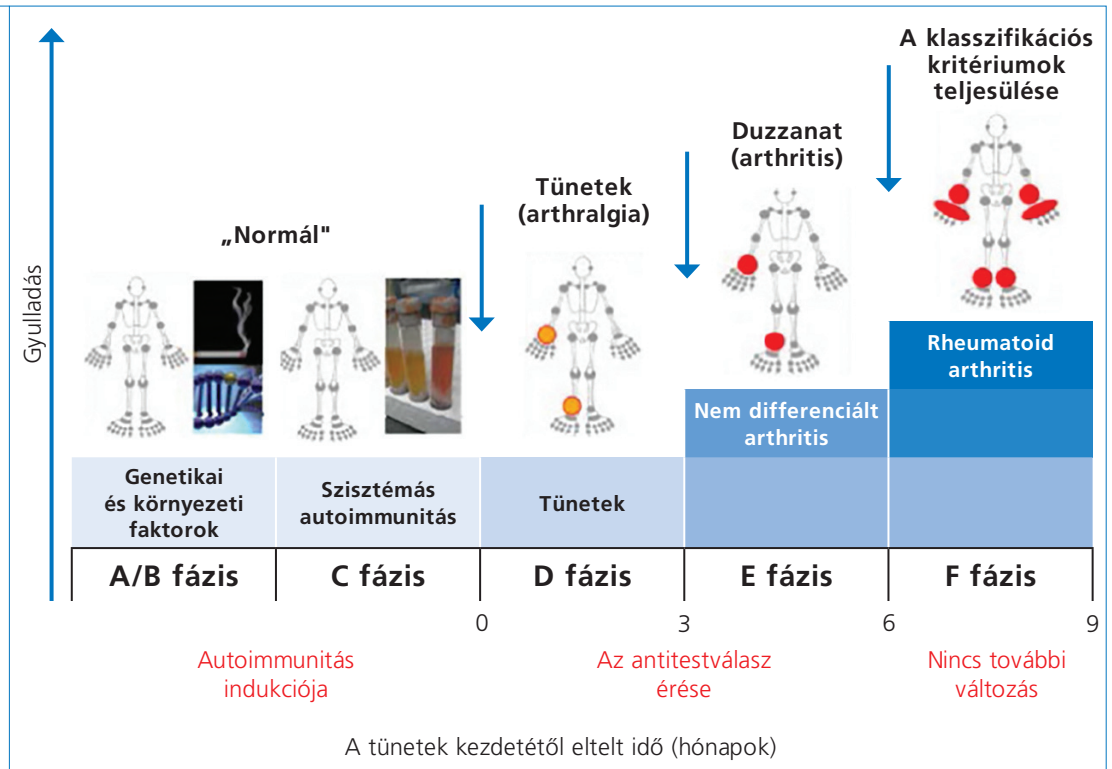 A klasszifikációs
kritériumok
teljesülése
Duzzanat
(arthritis)
Tünetek
(arthralgia)
„Normál"
Gyulladás
Rheumatoid
arthritis
Nem differenciált
arthritis
Genetikai
és környezeti
faktorok
Szisztémás
autoimmunitás
Tünetek
A/B fázis
C fázis
D fázis
E fázis
F fázis
0
3
6
9
Autoimmunitás
indukciója
Az antitestválasz
érése
Nincs további
változás
A tünetek kezdetétől eltelt idő (hónapok)